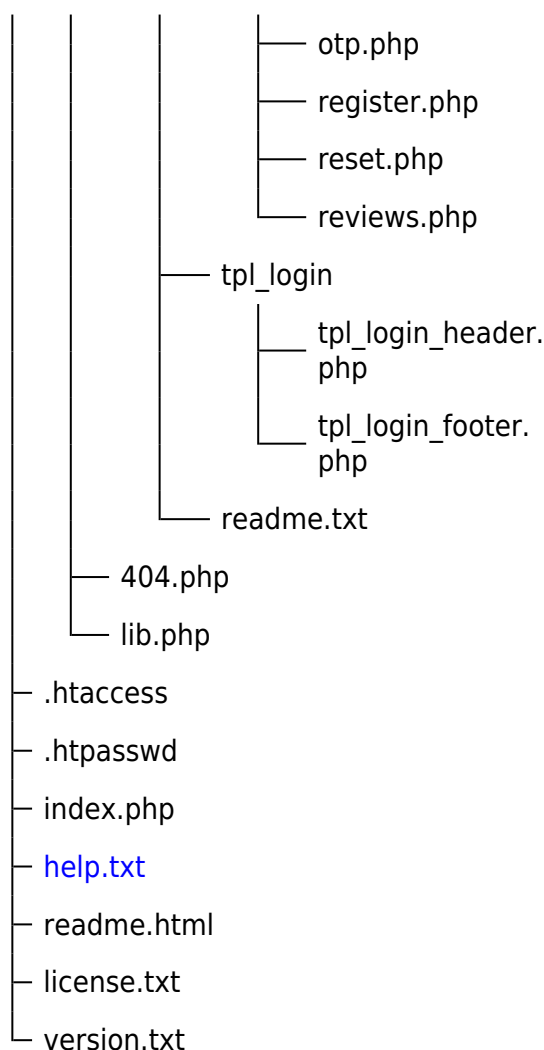 otp.php
register.php
reset.php
reviews.php
tpl_login
tpl_login_header.
php
tpl_login_footer.
php
readme.txt
404.php
lib.php
.htaccess
.htpasswd
index.php
help.txt
readme.html
license.txt
version.txt